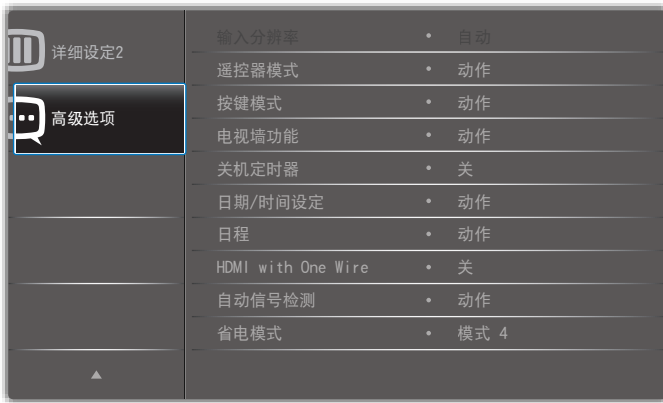 详细设定2
高级选项
输入分辨率 • 自动
遥控器模式 • 动作
按键模式 • 动作
电视墙功能 • 动作
关机定时器 • 关
日期/时间设定 • 动作
日程 • 动作
HDMI with One Wire • 关
自动信号检测 • 动作
省电模式 • 模式 4